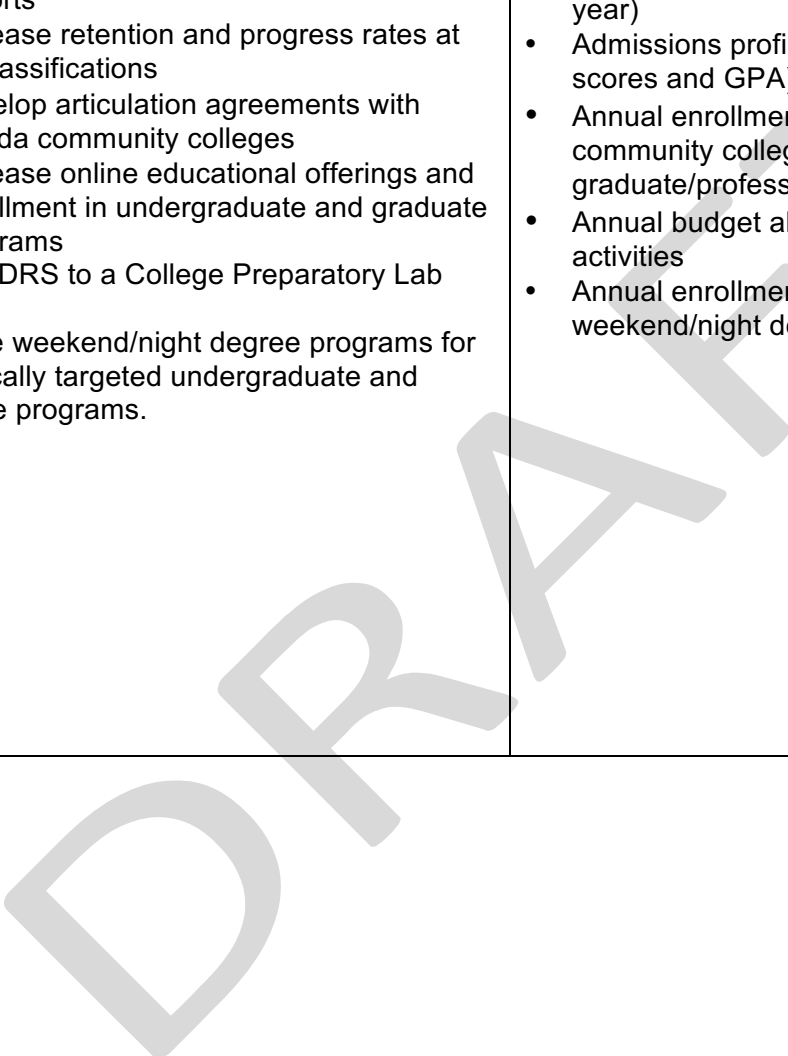 orts
ease retention and progress rates at
assifications
elop articulation agreements with
da community colleges
ease online educational offerings and
llment in undergraduate and graduate
rams
DRS to a College Preparatory Lab
e weekend/night degree programs for
cally targeted undergraduate and
e programs.
year)
• Admissions profi
scores and GPA)
• Annual enrollmen
community colleg
graduate/profess
• Annual budget al
activities
• Annual enrollmen
weekend/night de
DRAF